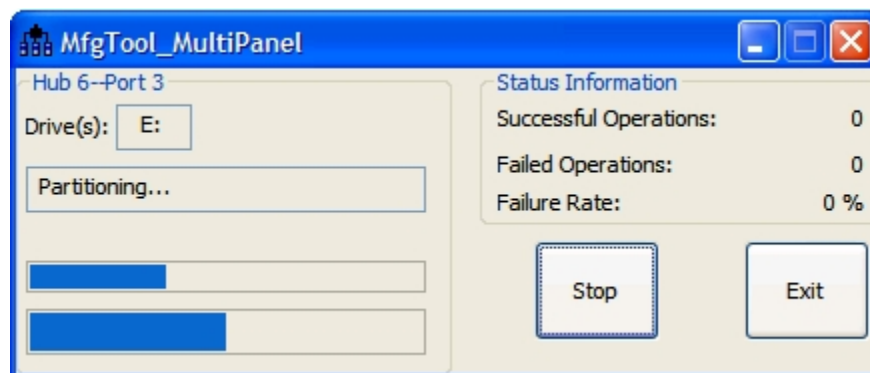 MfgTool_MultiPanel
Hub 6--Port 3
Drive(s): E:
Partitioning...
Status Information
Successful Operations: 0
Failed Operations: 0
Failure Rate: 0 %
Stop Exit